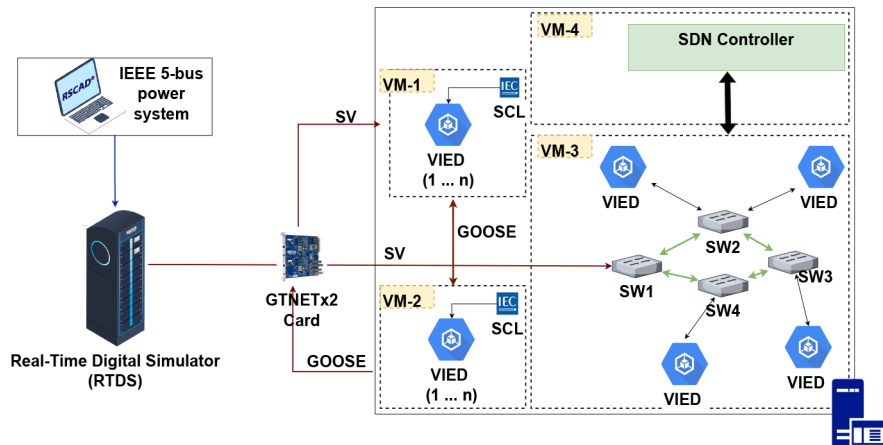 RSCAD®
IEEE 5-bus
power
system
Real-Time Digital Simulator
(RTDS)
GTNETx2
Card
SV
SV
GOOSE
GOOSE
VM-1
IEC
SCL
VIED
(1 ... n)
VM-2
IEC
SCL
VIED
(1 ... n)
VM-4
SDN Controller
VM-3
VIED
VIED
SW2
SW1
SW3
SW4
VIED
VIED